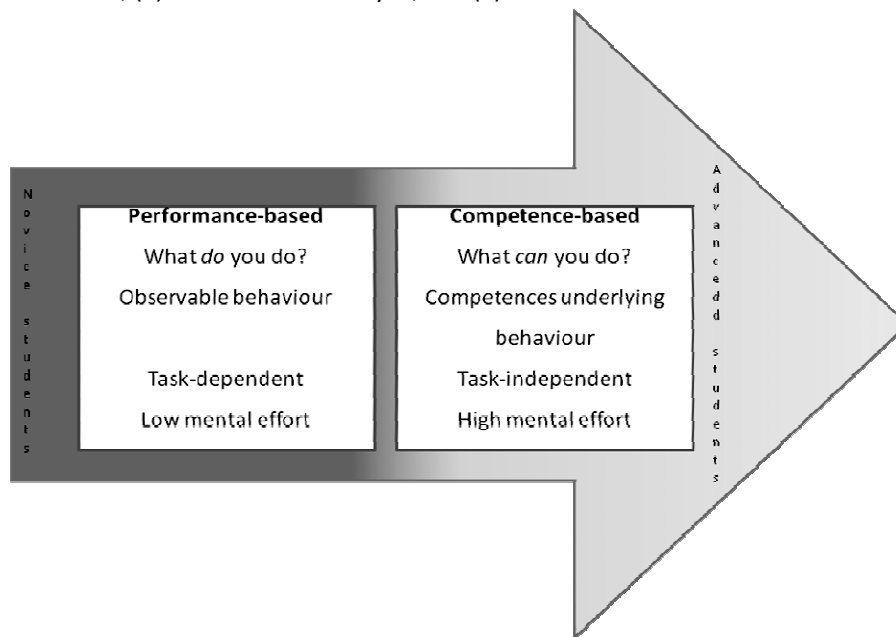 Novice students
Performance-based
What do you do?
Observable behaviour
Task-dependent
Low mental effort
Competence-based
What can you do?
Competences underlying
behaviour
Task-independent
High mental effort
Advancedd students